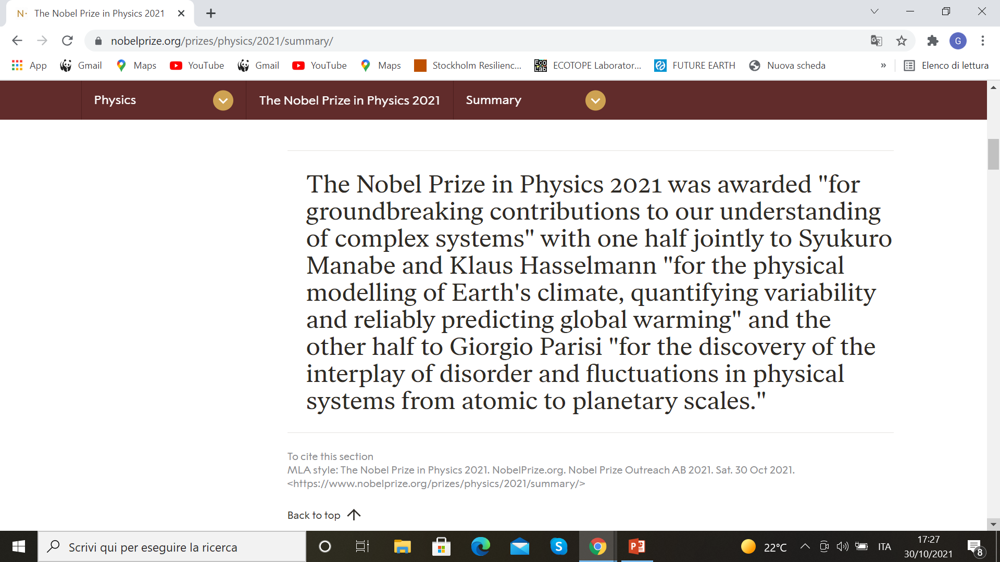 The Nobel Prize in Physics 2021
nobelprize.org/prizes/physics/2021/summary/
G
App
Gmail
Maps
YouTube
Gmail
YouTube
Maps
Stockholm Resilienc...
Eco Lab
ECOTOPE Laborator...
FUTURE EARTH
Nuova scheda
»
Elenco di lettura
Physics
The Nobel Prize in Physics 2021
Summary
The Nobel Prize in Physics 2021 was awarded "for
groundbreaking contributions to our understanding
of complex systems" with one half jointly to Syukuro
Manabe and Klaus Hasselmann "for the physical
modelling of Earth's climate, quantifying variability
and reliably predicting global warming" and the
other half to Giorgio Parisi "for the discovery of the
interplay of disorder and fluctuations in physical
systems from atomic to planetary scales."
To cite this section
MLA style: The Nobel Prize in Physics 2021. NobelPrize.org. Nobel Prize Outreach AB 2021. Sat. 30 Oct 2021.
<https://www.nobelprize.org/prizes/physics/2021/summary/>
Back to top
Scrivi qui per eseguire la ricerca
22°C
ITA
17:27
30/10/2021
8